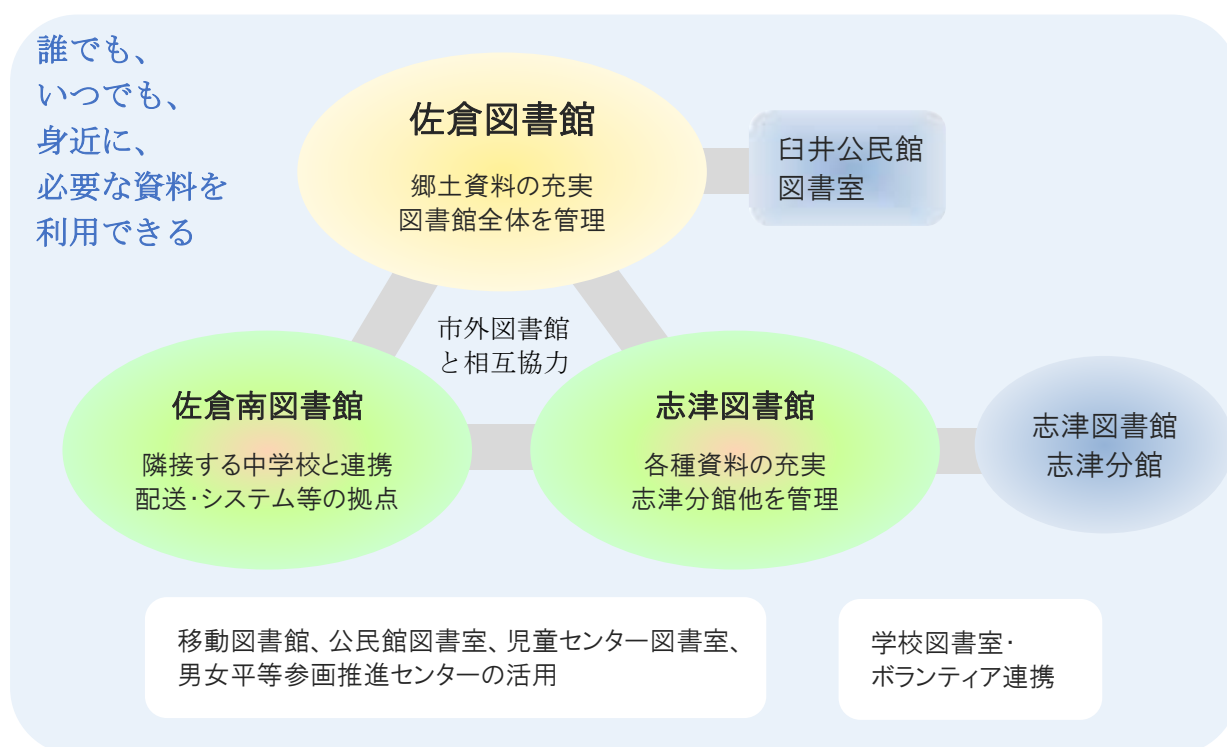 誰でも、
いつでも、
身近に、
必要な資料を
利用できる
佐倉図書館
郷土資料の充実
図書館全体を管理
臼井公民館
図書室
市外図書館
と相互協力
佐倉南図書館
隣接する中学校と連携
配送・システム等の拠点
志津図書館
各種資料の充実
志津分館他を管理
志津図書館
志津分館
移動図書館、公民館図書室、児童センター図書室、
男女平等参画推進センターの活用
学校図書室・
ボランティア連携